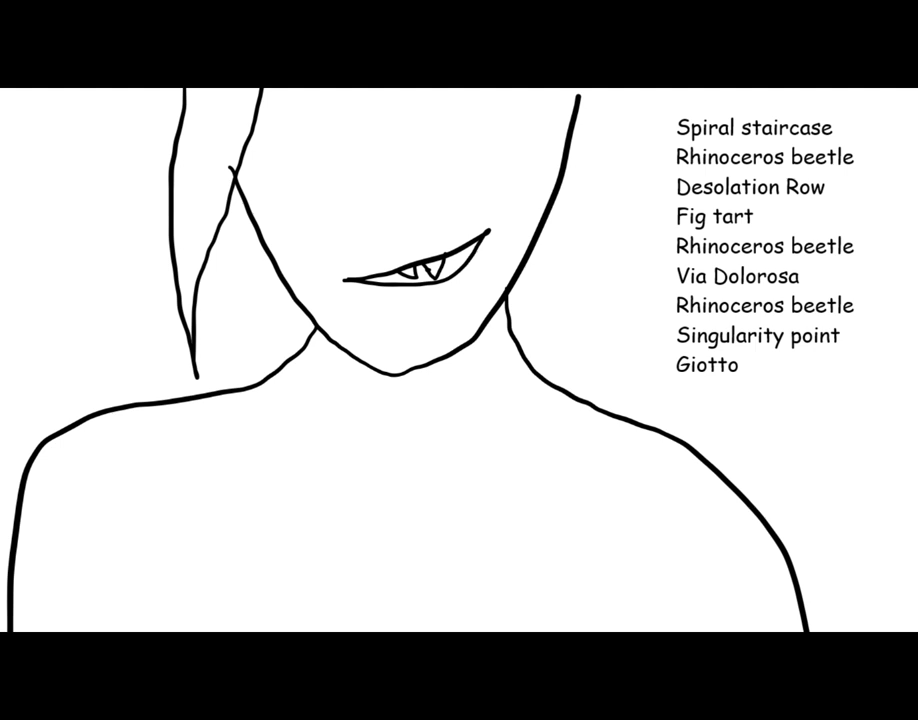 Spiral staircase
Rhinoceros beetle
Desolation Row
Fig tart
Rhinoceros beetle
Via Dolorosa
Rhinoceros beetle
Singularity point
Giotto